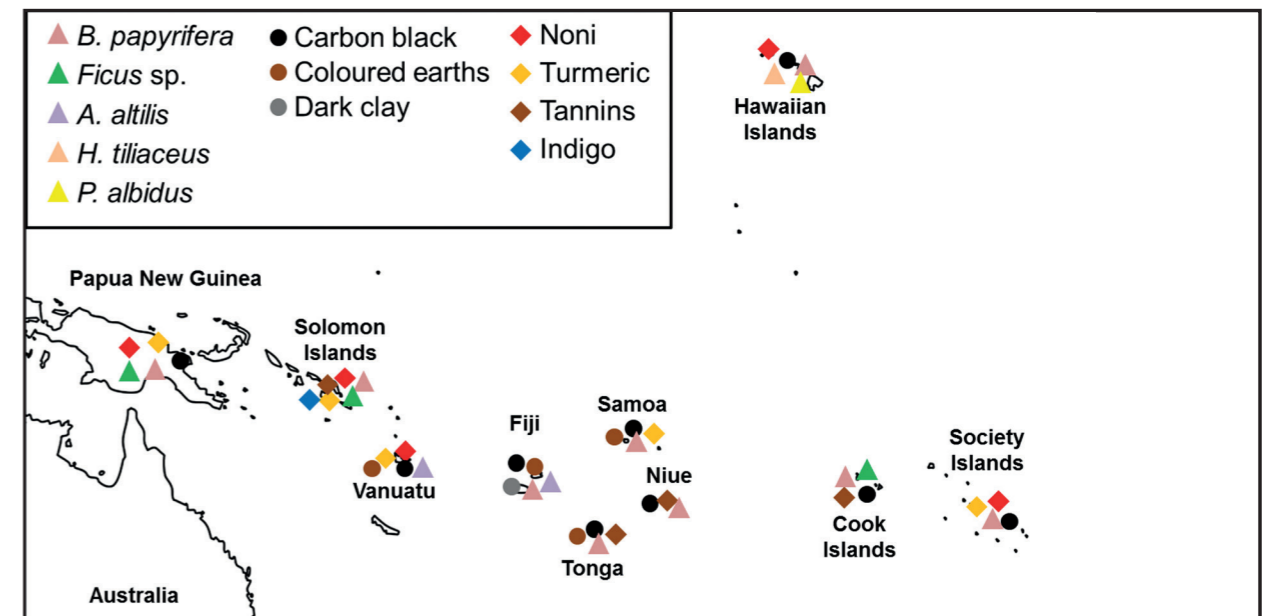 B. papyrifera
Ficus sp.
A. altilis
H. tiliaceus
P. albidus
Carbon black
Coloured earths
Dark clay
Noni
Turmeric
Tannins
Indigo
Hawaiian
Islands
Papua New Guinea
Solomon
Islands
Vanuatu
Fiji
Samoa
Niue
Tonga
Cook
Islands
Society
Islands
Australia